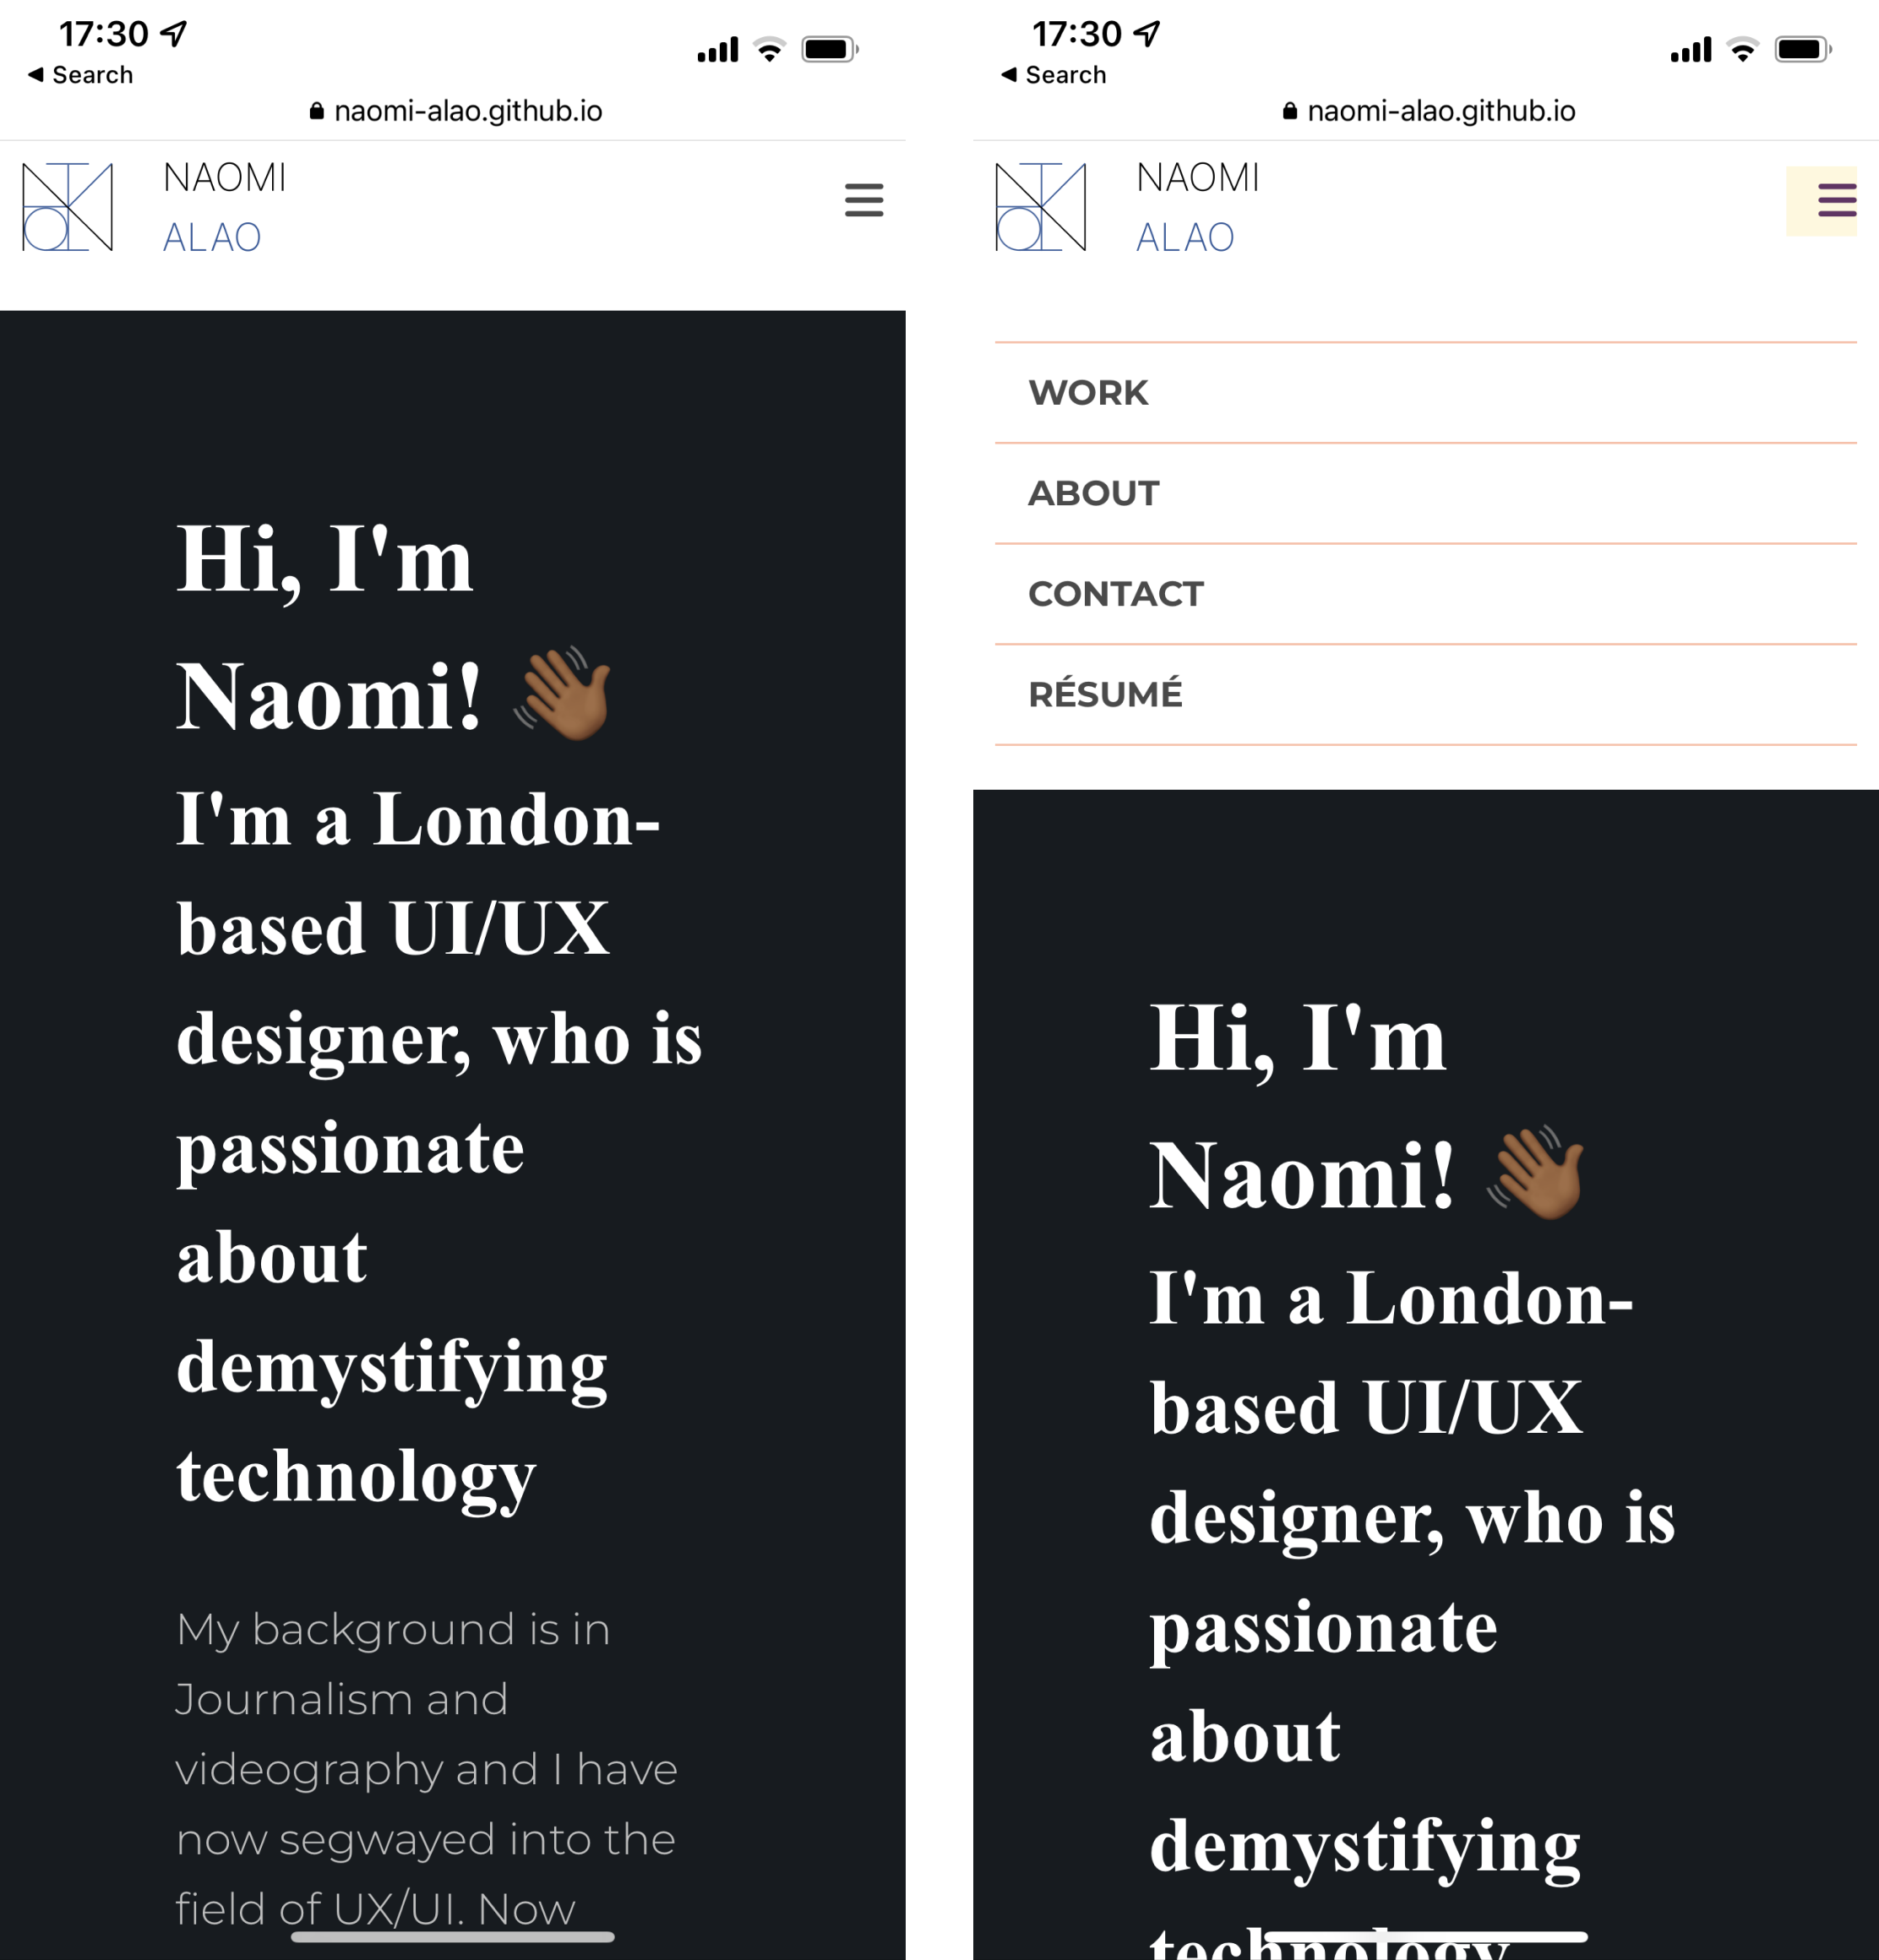 17:30
Search
naomi-alao.github.io
NAOMI
ALAO
Hi, I'm
Naomi! 👋🏾
I'm a London-
based UI/UX
designer, who is
passionate
about
demystifying
technology
My background is in
Journalism and
videography and I have
now segwayed into the
field of UX/UI. Now
17:30
Search
naomi-alao.github.io
NAOMI
ALAO
WORK
ABOUT
CONTACT
RÉSUMÉ
Hi, I'm
Naomi! 👋🏾
I'm a London-
based UI/UX
designer, who is
passionate
about
demystifying
technology